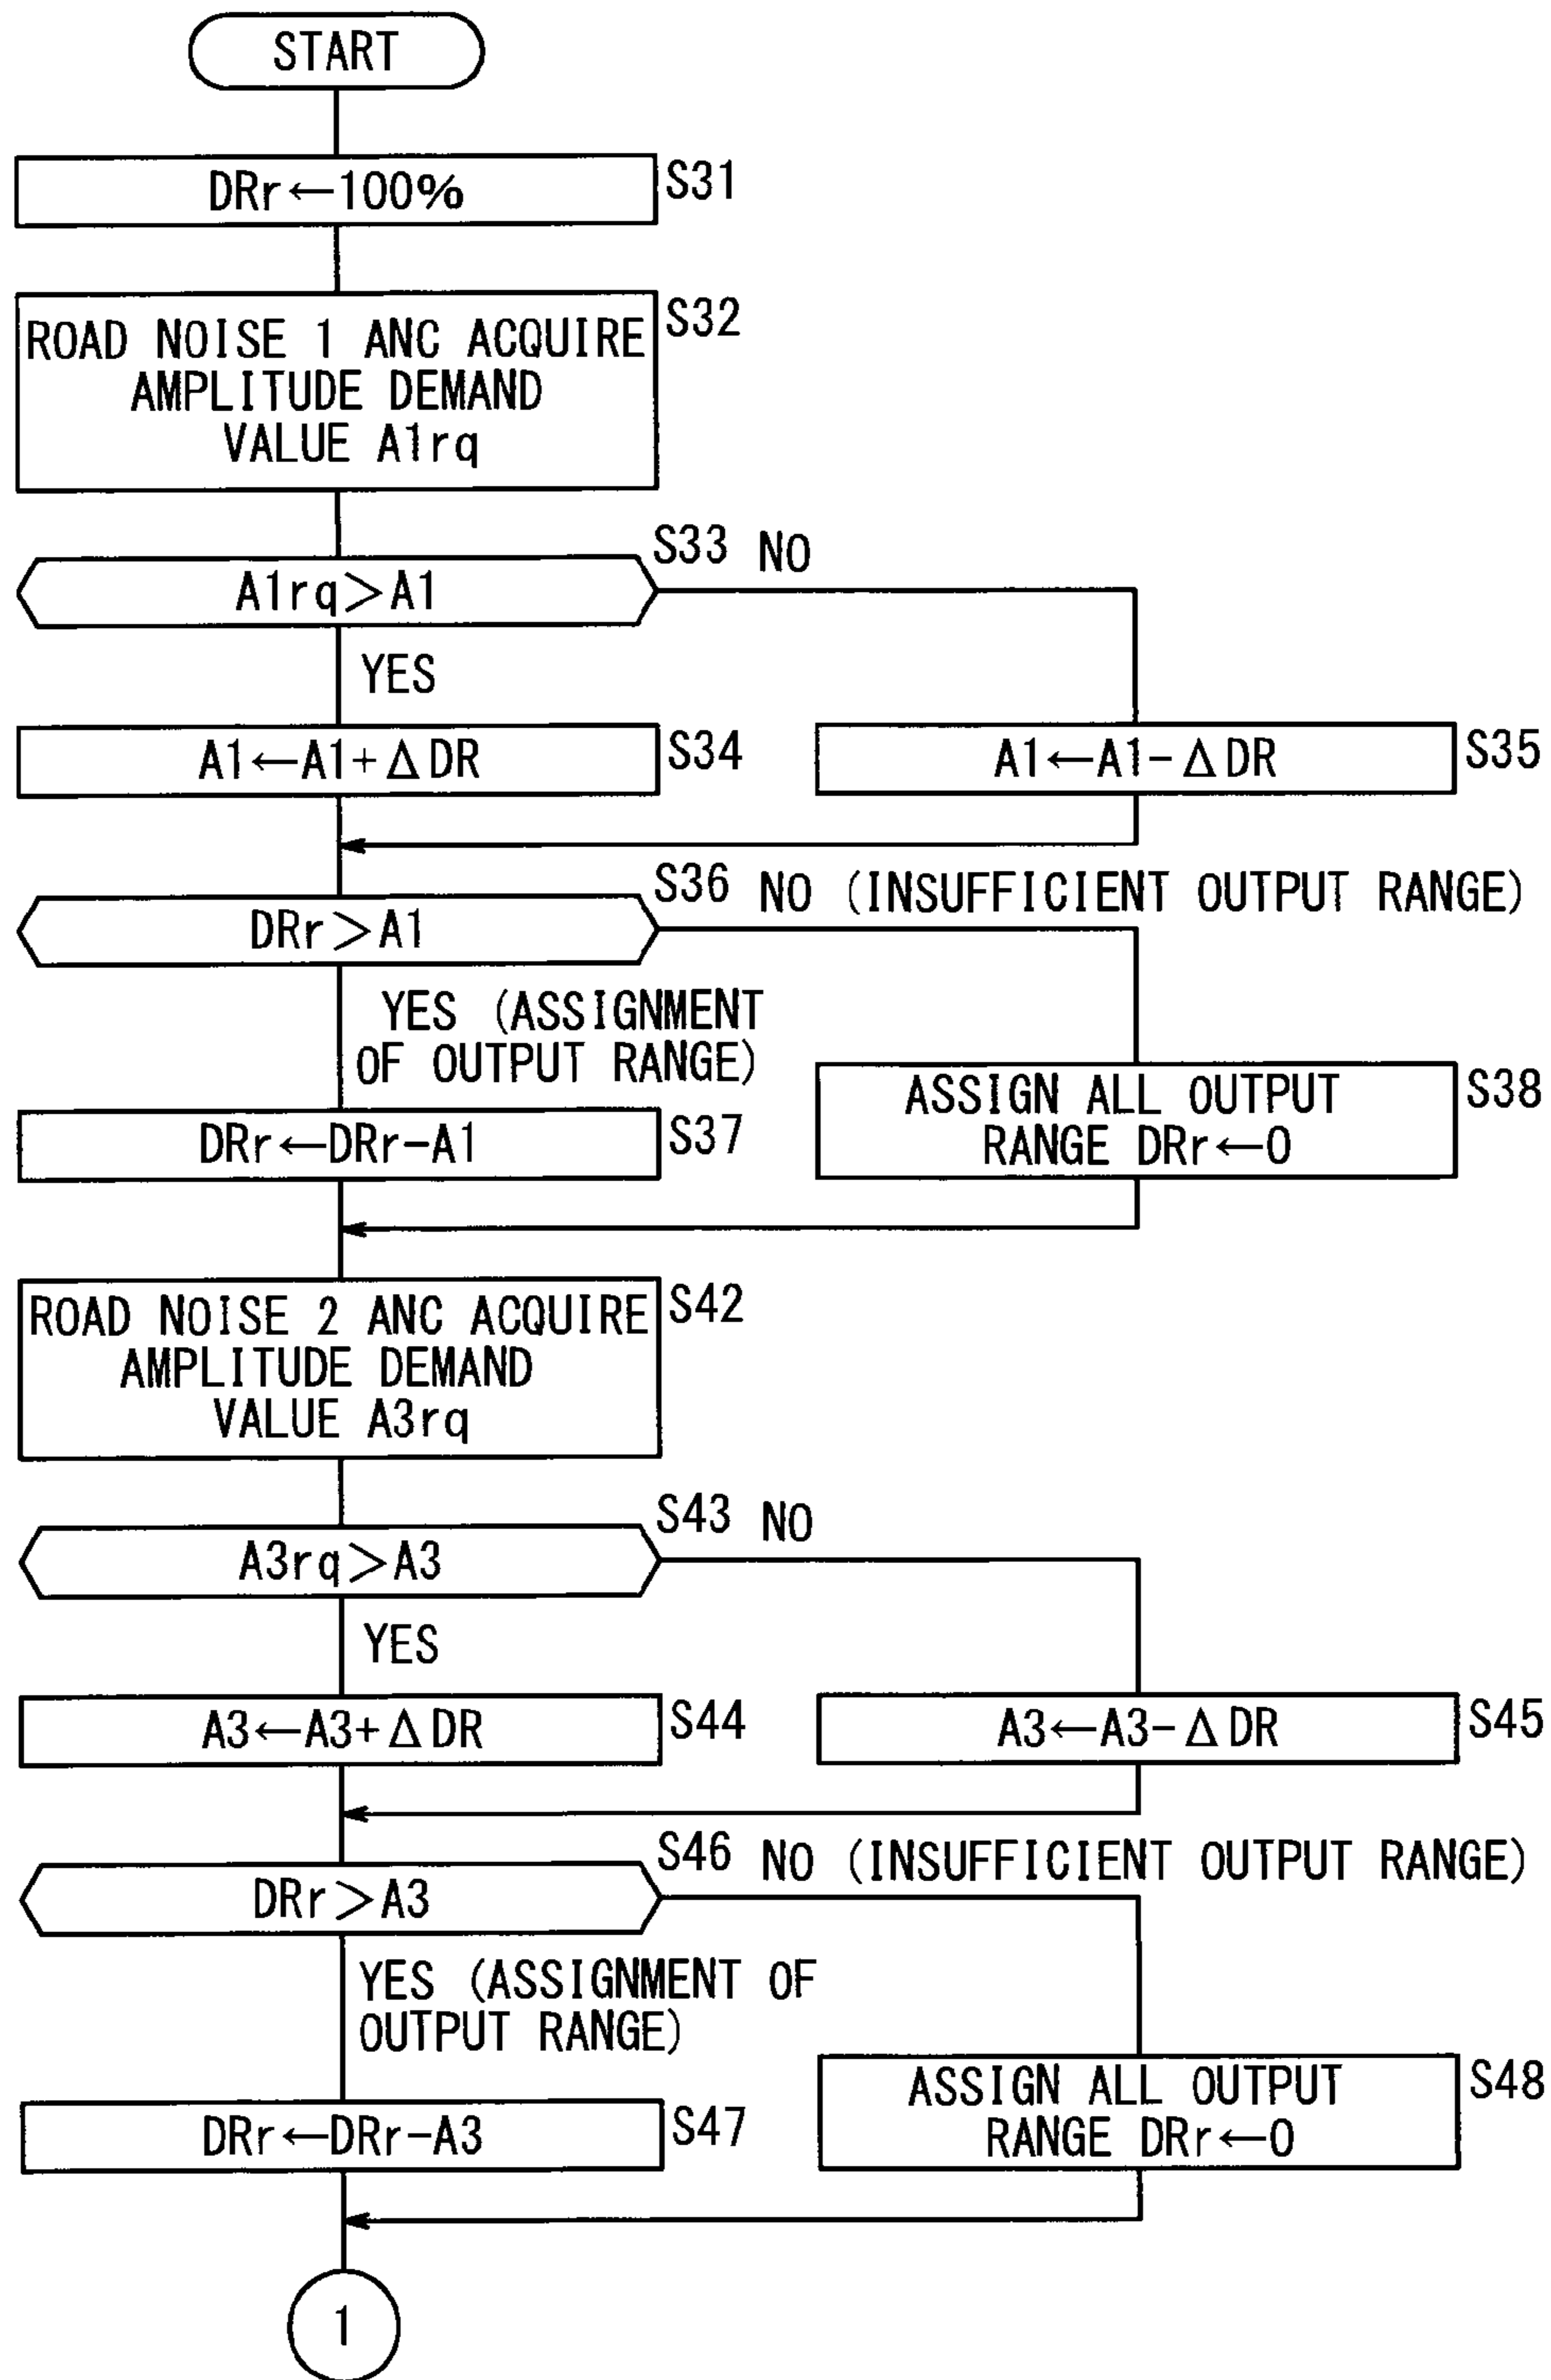 START
DRr←100%
S31
ROAD NOISE 1 ANC ACQUIRE
AMPLITUDE DEMAND
VALUE A1rq
S32
A1rq>A1
S33 NO
YES
A1←A1+ΔDR
S34
A1←A1-ΔDR
S35
DRr>A1
S36 NO (INSUFFICIENT OUTPUT RANGE)
YES (ASSIGNMENT
OF OUTPUT RANGE)
DRr←DRr-A1
S37
ASSIGN ALL OUTPUT
RANGE DRr←0
S38
ROAD NOISE 2 ANC ACQUIRE
AMPLITUDE DEMAND
VALUE A3rq
S42
A3rq>A3
S43 NO
YES
A3←A3+ΔDR
S44
A3←A3-ΔDR
S45
DRr>A3
S46 NO (INSUFFICIENT OUTPUT RANGE)
YES (ASSIGNMENT OF
OUTPUT RANGE)
DRr←DRr-A3
S47
ASSIGN ALL OUTPUT
RANGE DRr←0
S48
1